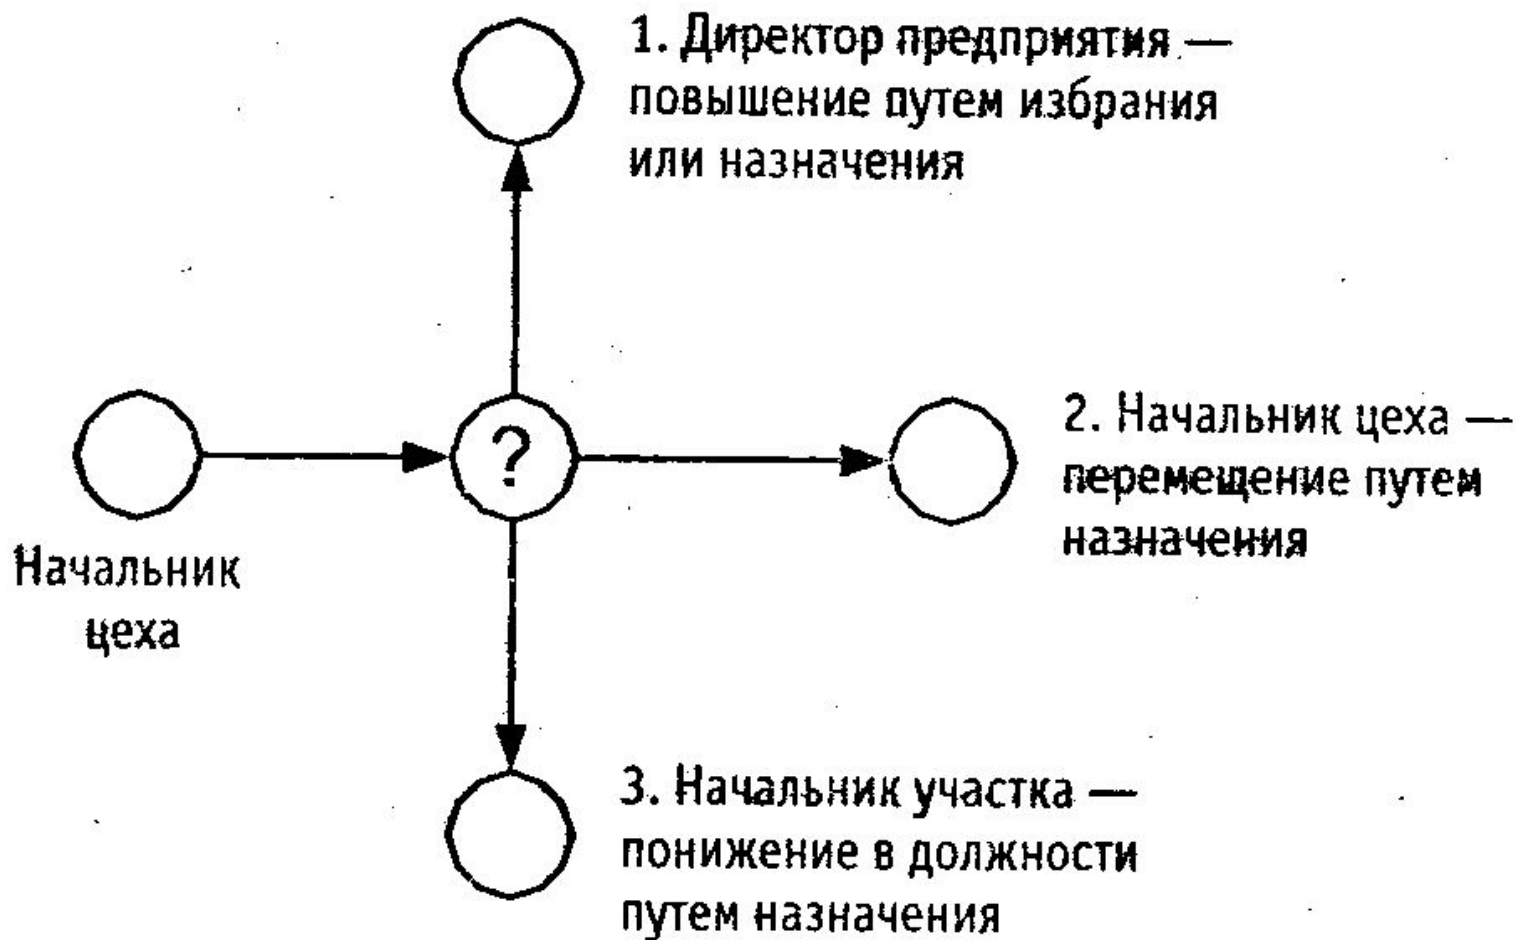 1. Директор предприятия —
повышение путем избрания
или назначения
?
2. Начальник цеха —
перемещение путем
назначения
Начальник
цеха
3. Начальник участка —
понижение в должности
путем назначения